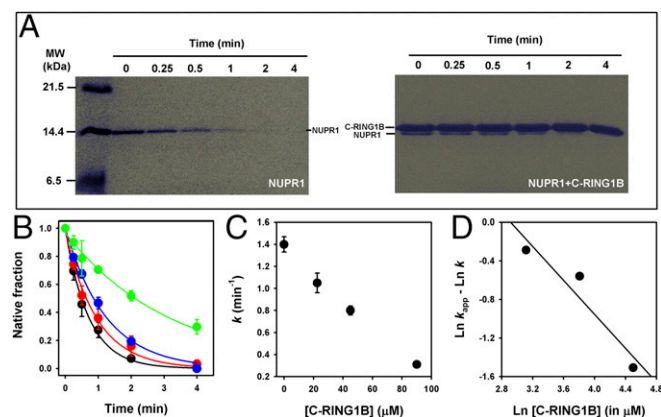 A
Time (min)
Time (min)
MW
(kDa)
0 0.25 0.5 1 2 4
0 0.25 0.5 1 2 4
21.5
14.4
6.5
NUPR1
C-RING1B
NUPR1
NUPR1
NUPR1+C-RING1B
B
Native fraction
1.0
0.8
0.6
0.4
0.2
0.0
0 1 2 3 4
Time (min)
C
k (min⁻¹)
1.6
1.4
1.2
1.0
0.8
0.6
0.4
0.2
0 20 40 60 80 100
[C-RING1B] (μM)
D
Ln kapp - Ln k
0.0
-0.4
-0.8
-1.2
-1.6
3.0 3.6 4.2 4.8
Ln [C-RING1B] (in μM)